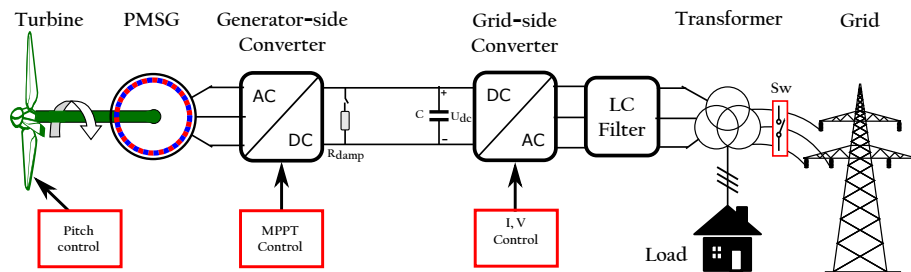 Turbine
PMSG
Generator-side
Converter
Grid-side
Converter
Transformer
Grid
AC
DC
Rdamp
C
+
Udc
−
DC
AC
LC
Filter
Sw
Pitch
control
MPPT
Control
I, V
Control
Load